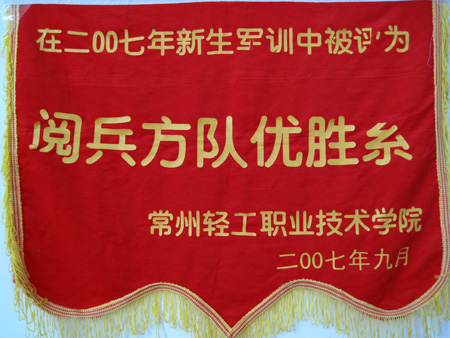 在二00七年新生军训中被评为
阅兵方队优胜系
常州轻工职业技术学院
二00七年九月